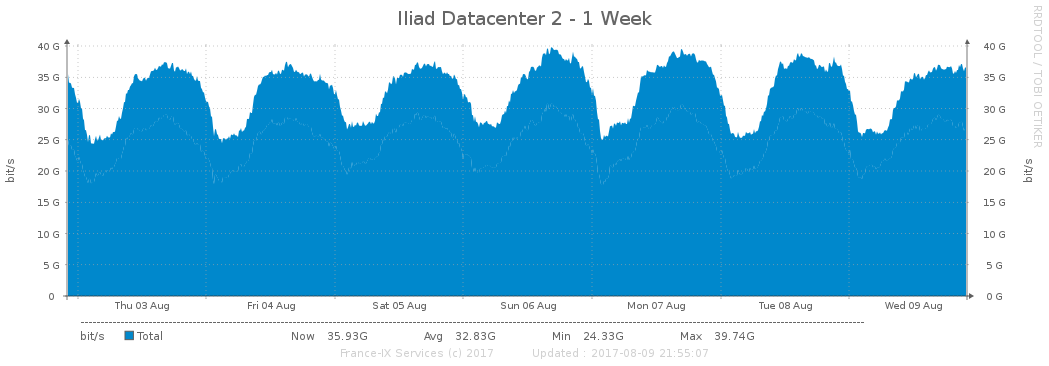 Iliad Datacenter 2 - 1 Week
RRDTOOL / TOBI OETIKER
40 G 40 G
35 G 35 G
30 G 30 G
25 G 25 G
20 G 20 G
15 G 15 G
10 G 10 G
5 G 5 G
0 0 G
bit/s bit/s
Thu 03 Aug Fri 04 Aug Sat 05 Aug Sun 06 Aug Mon 07 Aug Tue 08 Aug Wed 09 Aug
bit/s Total Now 35.93G Avg 32.83G Min 24.33G Max 39.74G
France-IX Services (c) 2017 Updated : 2017-08-09 21:55:07